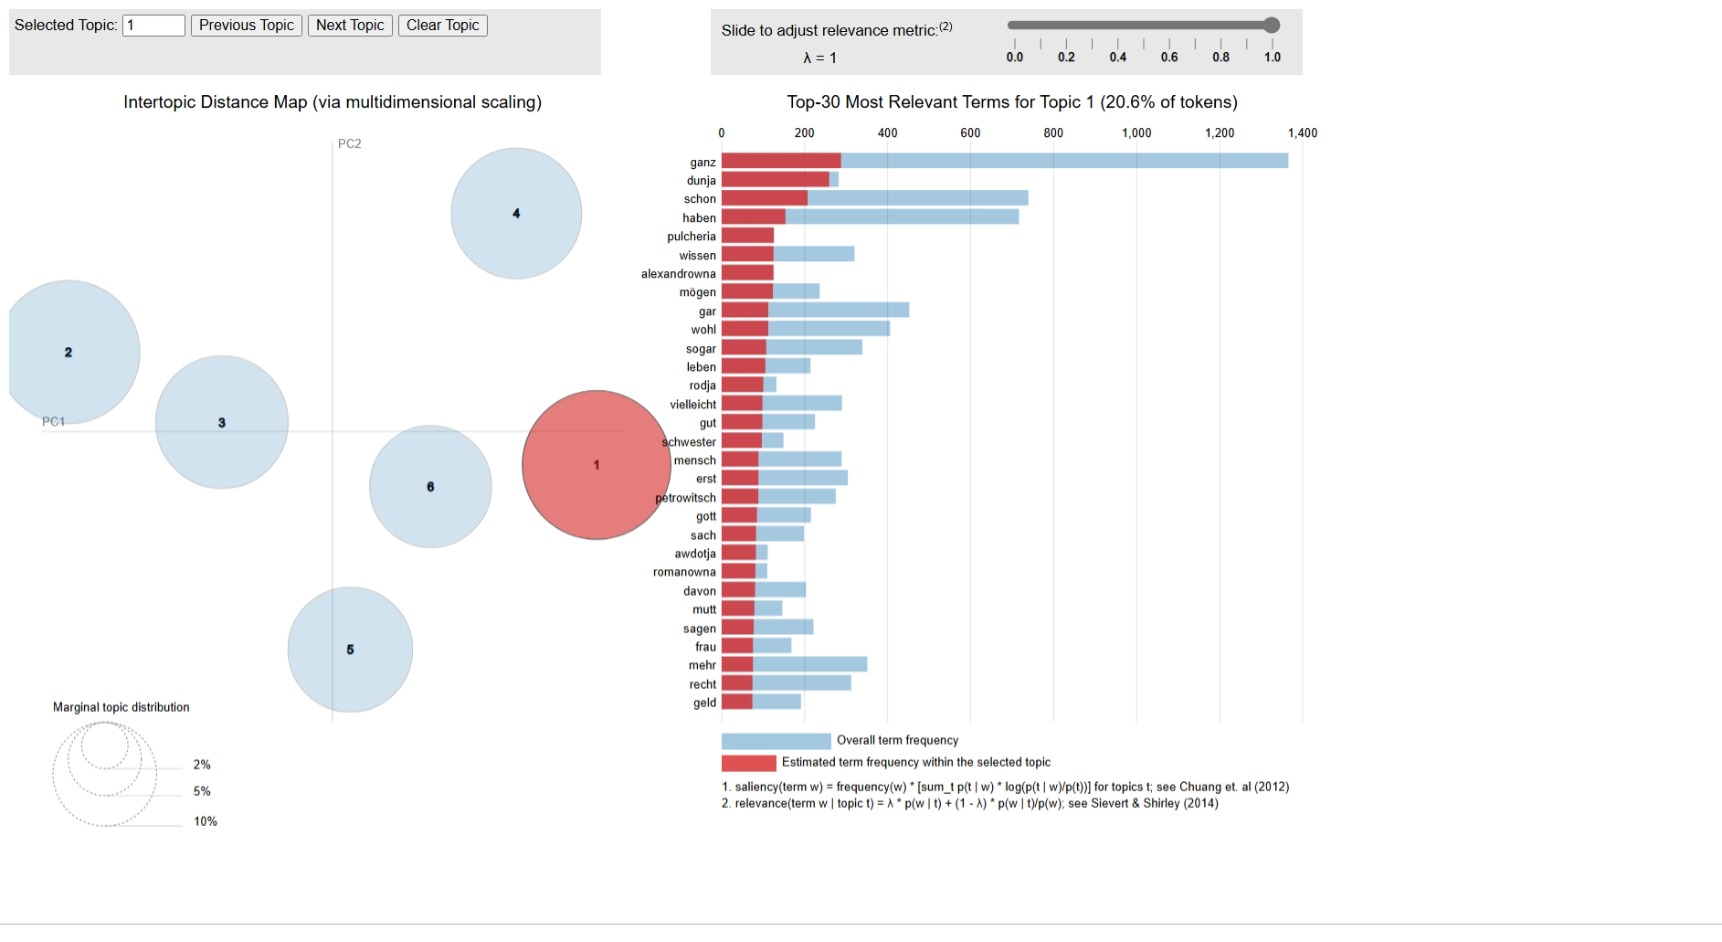 Selected Topic: 1 Previous Topic Next Topic Clear Topic
Slide to adjust relevance metric:(2)
λ = 1
0.0 0.2 0.4 0.6 0.8 1.0
Intertopic Distance Map (via multidimensional scaling)
PC2
PC1
4
2
3
1
6
5
Marginal topic distribution
2%
5%
10%
Top-30 Most Relevant Terms for Topic 1 (20.6% of tokens)
0 200 400 600 800 1,000 1,200 1,400
ganz
dunja
schon
haben
pulcheria
wissen
alexandrowna
mögen
gar
wohl
sogar
leben
rodja
vielleicht
gut
schwester
mensch
erst
petrowitsch
gott
sach
awdotja
romanowna
davon
mutt
sagen
frau
mehr
recht
geld
Overall term frequency
Estimated term frequency within the selected topic
1. saliency(term w) = frequency(w) * [sum_t p(t | w) * log(p(t | w)/p(t))] for topics t; see Chuang et. al (2012)
2. relevance(term w | topic t) = λ * p(w | t) + (1 - λ) * p(w | t)/p(w); see Sievert & Shirley (2014)